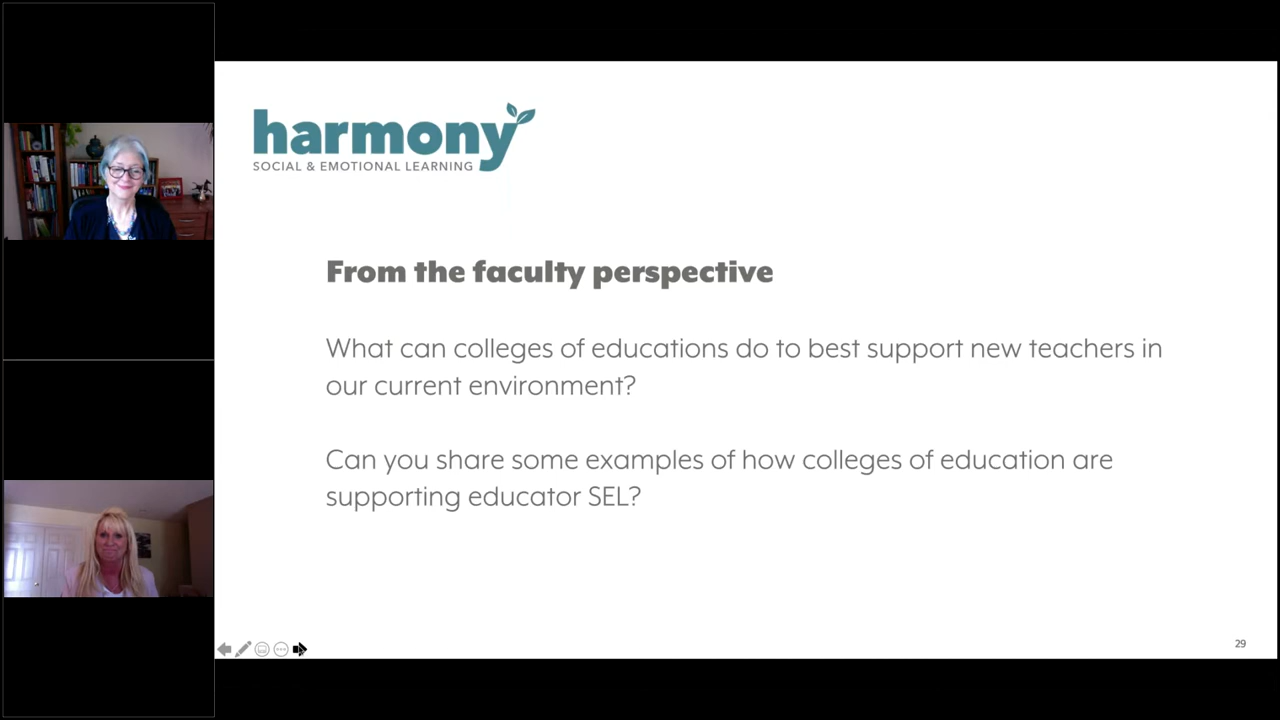 harmony
SOCIAL & EMOTIONAL LEARNING
From the faculty perspective
What can colleges of educations do to best support new teachers in
our current environment?
Can you share some examples of how colleges of education are
supporting educator SEL?
29